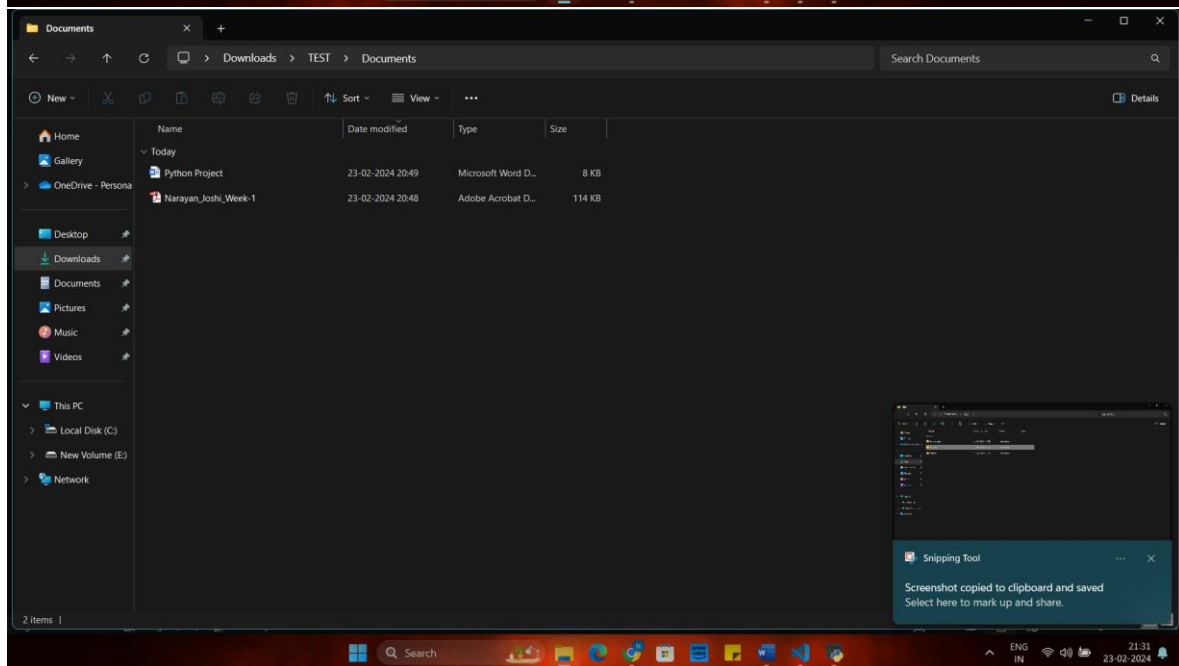 Documents
Downloads > TEST > Documents
Search Documents
New
Sort
View
Details
Home
Gallery
OneDrive - Persona
Desktop
Downloads
Documents
Pictures
Music
Videos
This PC
Local Disk (C:)
New Volume (E:)
Network
Name Date modified Type Size
Today
Python Project 23-02-2024 20:49 Microsoft Word D... 8 KB
Narayan_Joshi_Week-1 23-02-2024 20:48 Adobe Acrobat D... 114 KB
Snipping Tool
Screenshot copied to clipboard and saved
Select here to mark up and share.
2 items
Search
ENG
IN
21:31
23-02-2024